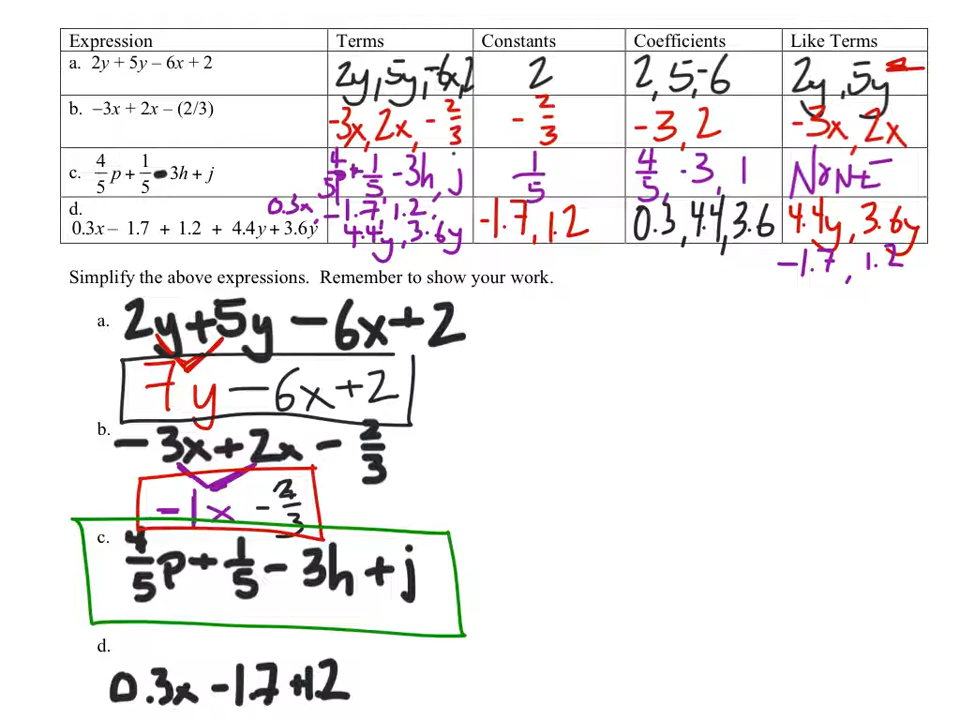 Expression Terms Constants Coefficients Like Terms
a. 2y + 5y – 6x + 2 2y, 5y, -6x, 2 2 2, 5, -6 2y, 5y
b. –3x + 2x – (2/3) -3x, 2x, - 2/3 - 2/3 -3, 2 -3x, 2x
c. 4/5 p + 1/5 - 3h + j 4/5 p + 1/5, -3h, j 1/5 4/5, -3, 1 NONE
d. 0.3x, -1.7, 1.2, -1.7, 1.2 0.3, 4.4, 3.6 4.4y, 3.6y
0.3x – 1.7 + 1.2 + 4.4y + 3.6y 4.4y, 3.6y -1.7, 1.2
Simplify the above expressions. Remember to show your work.
a. 2y+5y-6x+2
7y-6x+2
b. -3x+2x-2/3
-1x - 2/3
c. 4/5 p + 1/5 - 3h + j
d.
0.3x -1.7+1.2